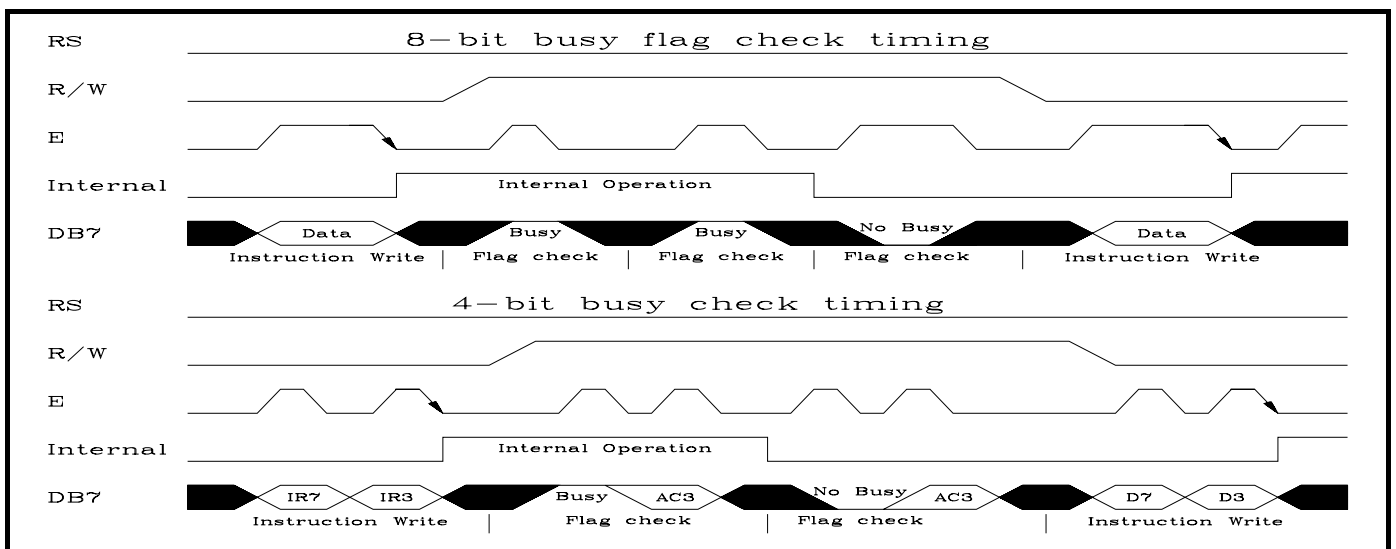 RS 8-bit busy flag check timing
R/W
E
Internal Internal Operation
DB7 Data Busy Busy No Busy Data
Instruction Write Flag check Flag check Flag check Instruction Write
RS 4-bit busy check timing
R/W
E
Internal Internal Operation
DB7 IR7 IR3 Busy AC3 No Busy AC3 D7 D3
Instruction Write Flag check Flag check Instruction Write